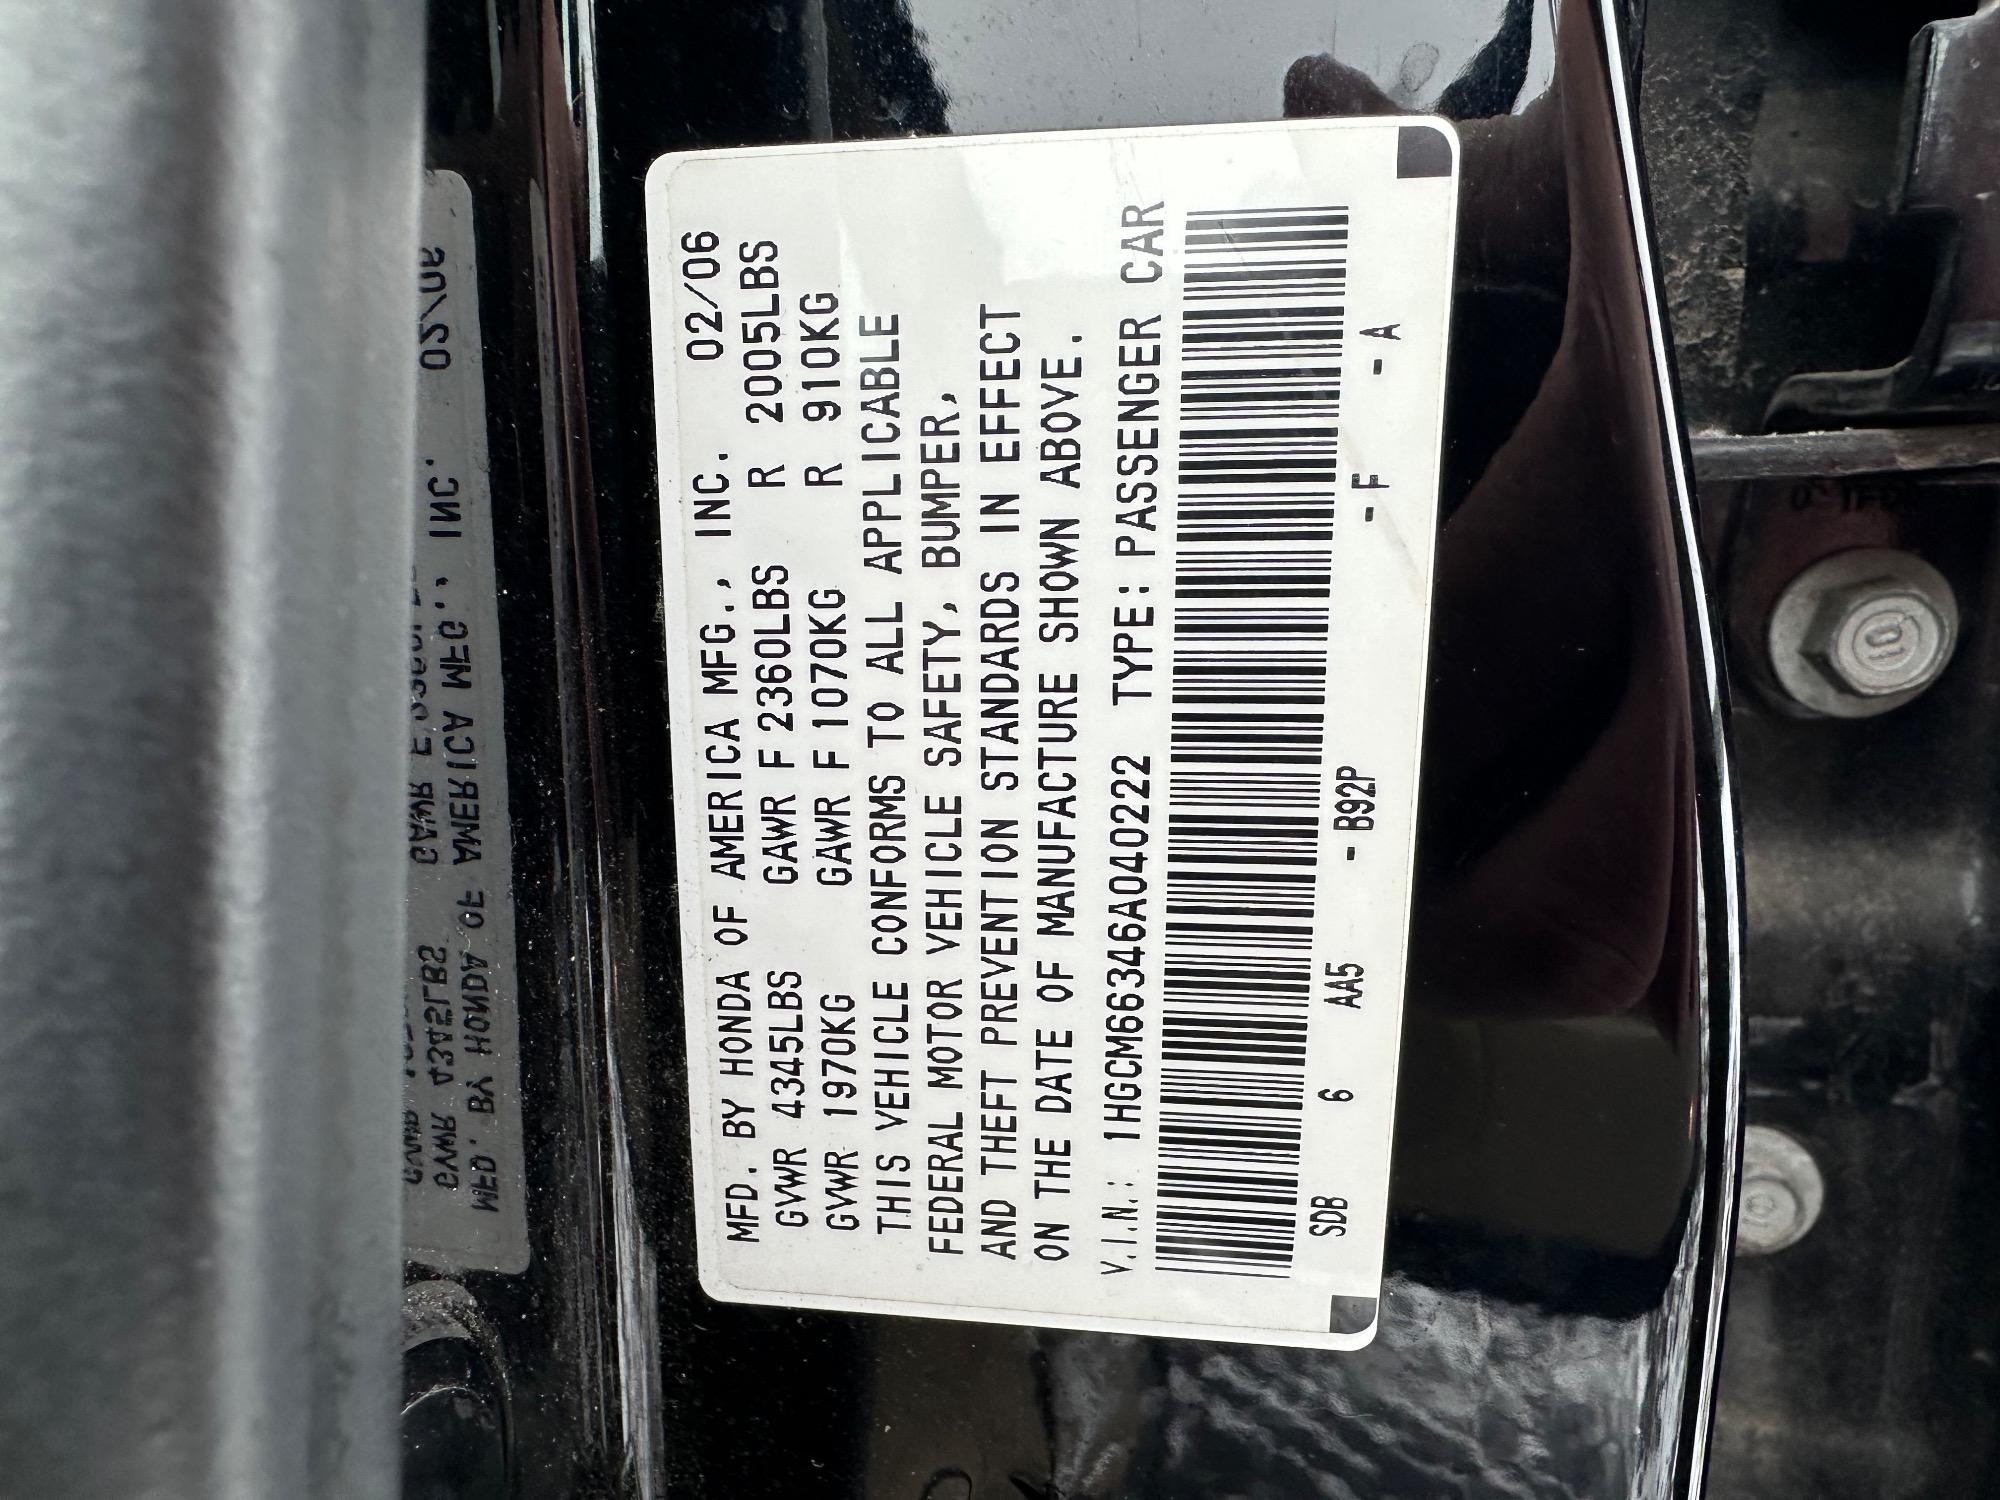 MFD. BY HONDA OF AMERICA MFG., INC. 02/06
GVWR 4345LBS GAWR F 2360LBS R 2005LBS
GVWR 1970KG GAWR F 1070KG R 910KG
THIS VEHICLE CONFORMS TO ALL APPLICABLE
FEDERAL MOTOR VEHICLE SAFETY, BUMPER,
AND THEFT PREVENTION STANDARDS IN EFFECT
ON THE DATE OF MANUFACTURE SHOWN ABOVE.
V.I.N.: 1HGCM66346A040222 TYPE: PASSENGER CAR
SDB 6 AA5 - B92P - F - A
10